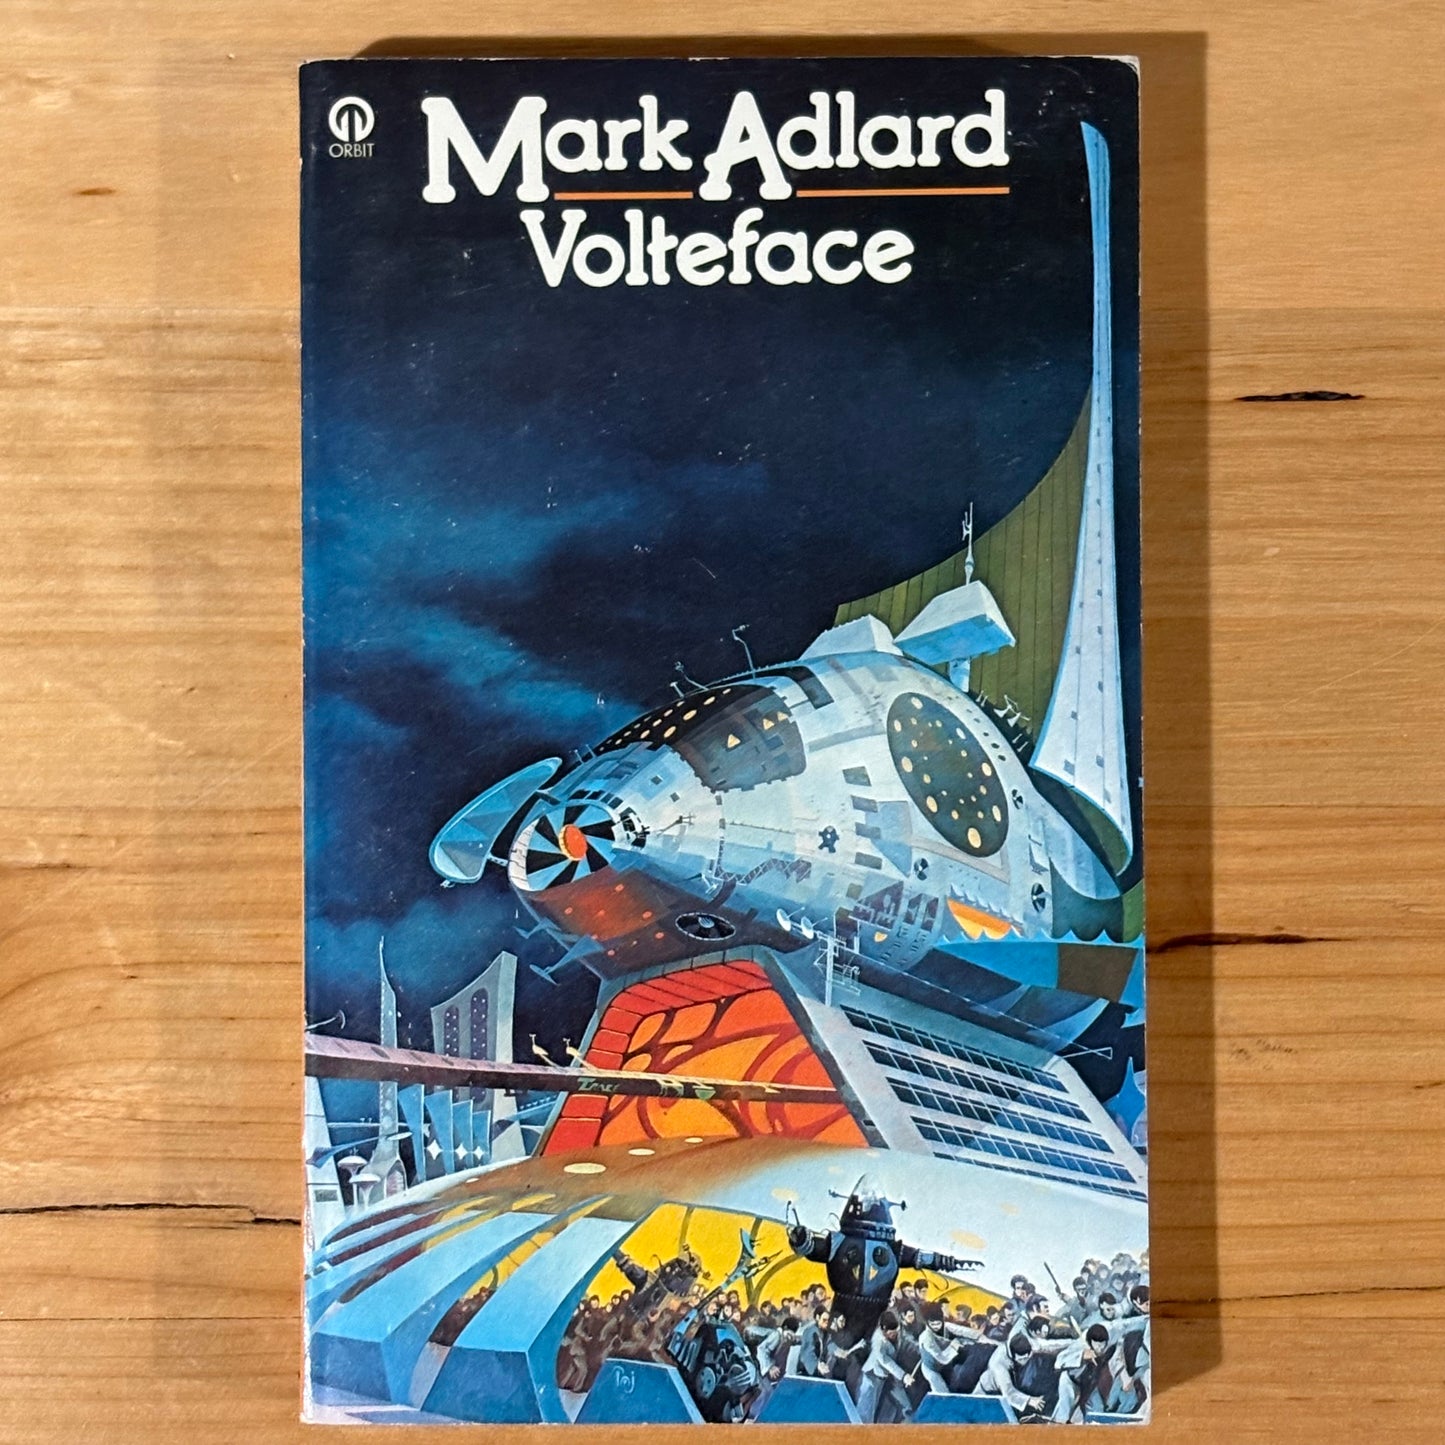 ORBIT
Mark Adlard
Volteface